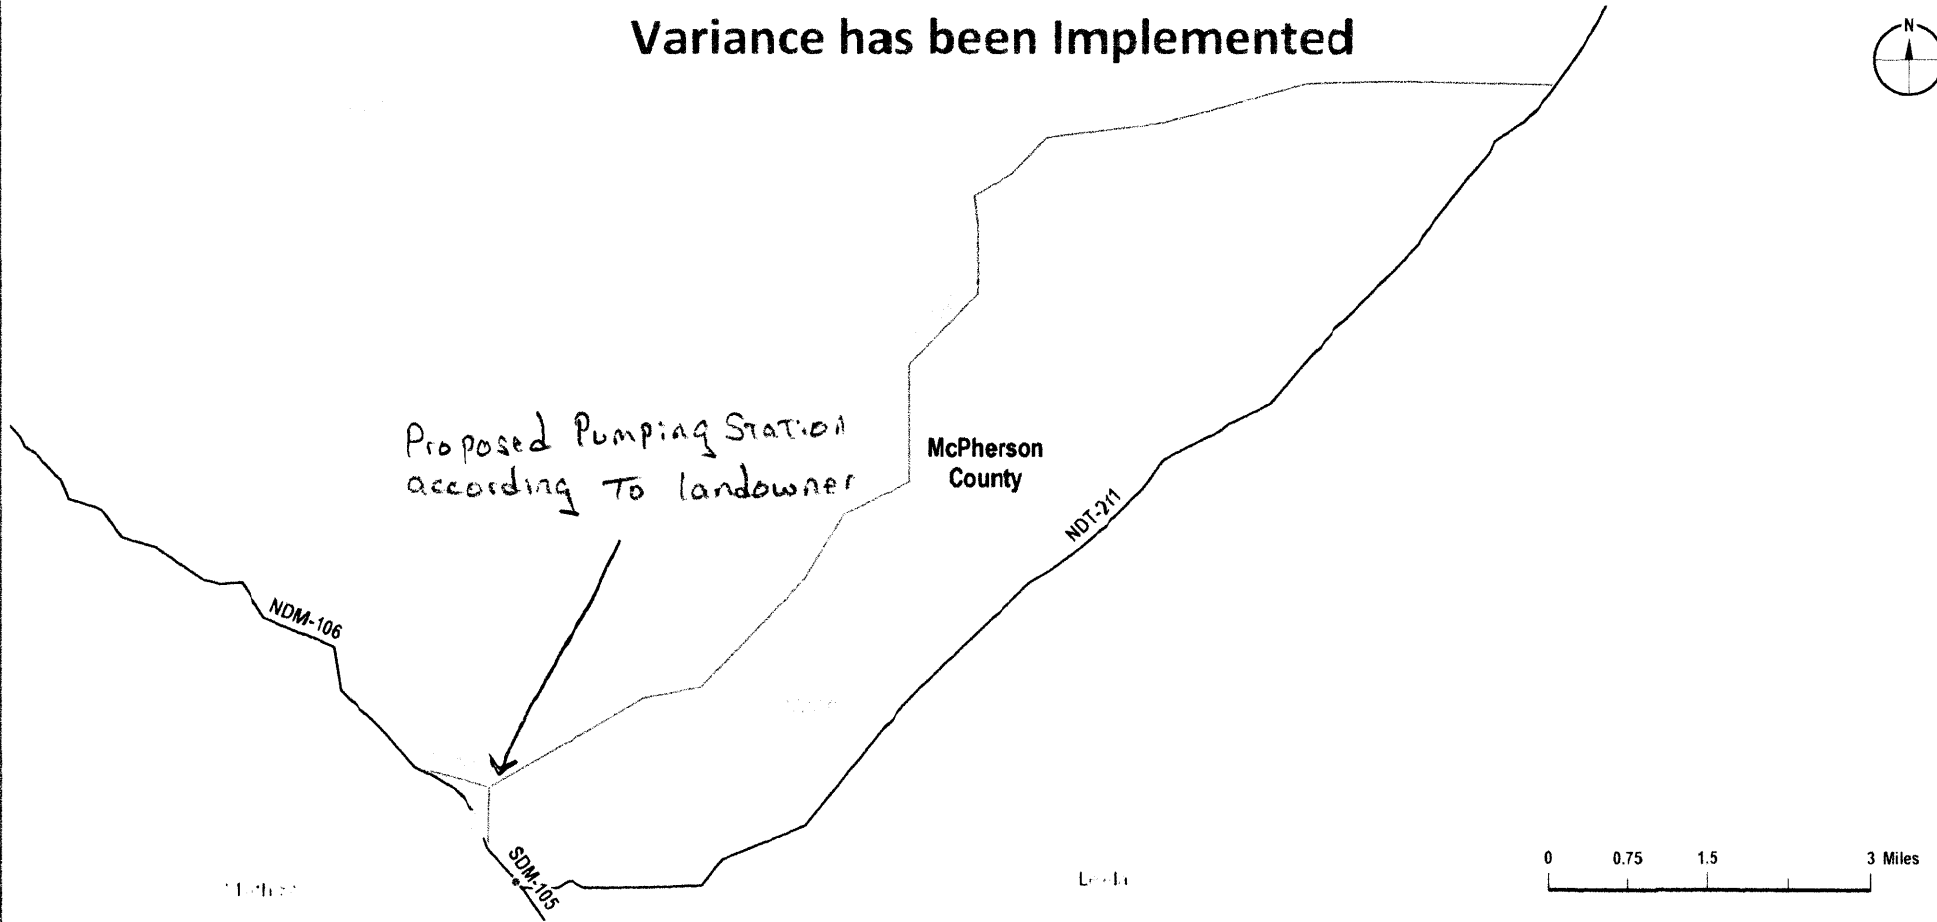 Variance has been Implemented
N
Proposed Pumping Station
according To landowner
McPherson
County
NDT-211
NDM-106
SDM-105
0 0.75 1.5 3 Miles